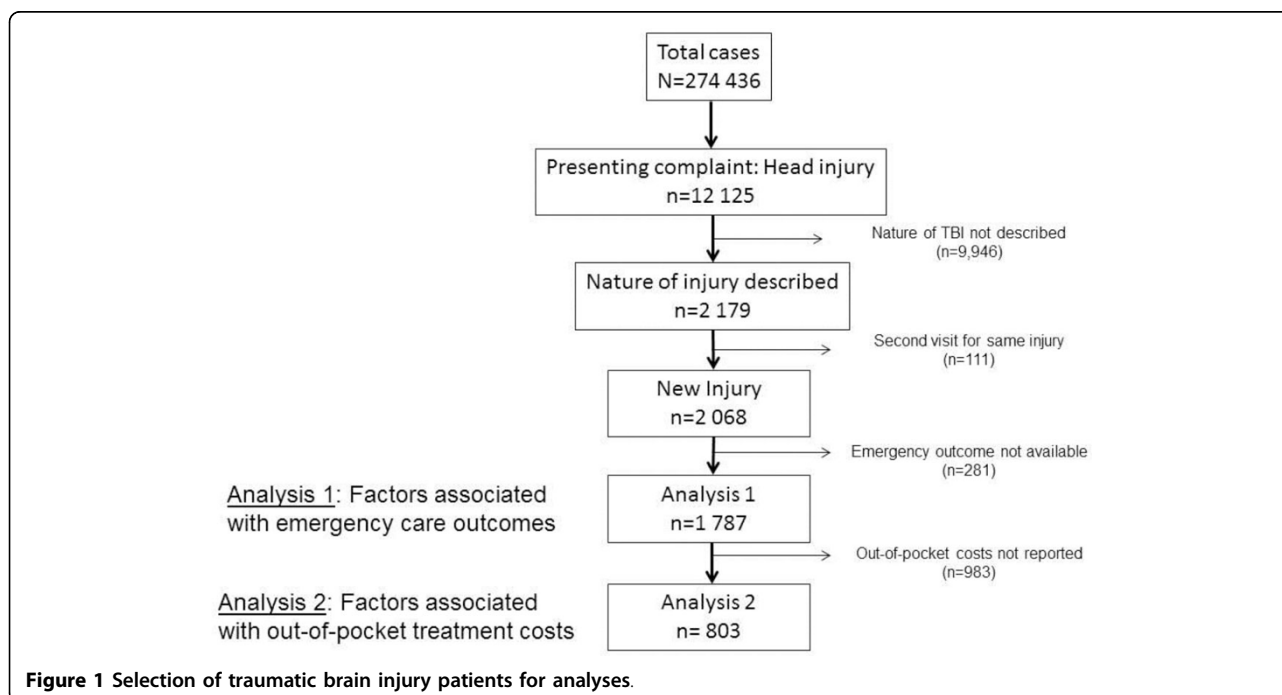 Total cases
N=274 436
Presenting complaint: Head injury
n=12 125
Nature of TBI not described
(n=9,946)
Nature of injury described
n=2 179
Second visit for same injury
(n=111)
New Injury
n=2 068
Emergency outcome not available
(n=281)
Analysis 1: Factors associated
with emergency care outcomes
Analysis 1
n=1 787
Out-of-pocket costs not reported
(n=983)
Analysis 2: Factors associated
with out-of-pocket treatment costs
Analysis 2
n= 803
Figure 1 Selection of traumatic brain injury patients for analyses.